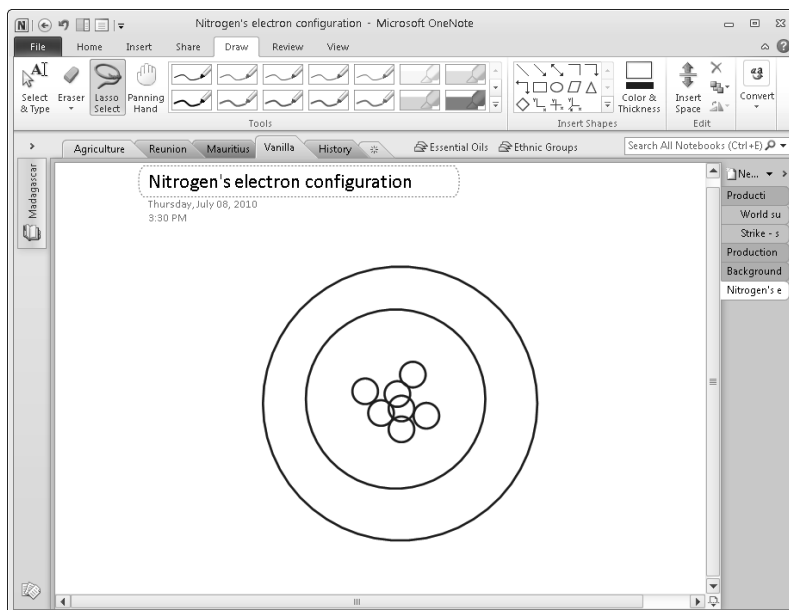 Nitrogen's electron configuration - Microsoft OneNote
File Home Insert Share Draw Review View
Select & Type
Eraser
Lasso Select
Panning Hand
Color & Thickness
Insert Space
Convert
Tools Insert Shapes Edit
Agriculture Reunion Mauritius Vanilla History Essential Oils Ethnic Groups Search All Notebooks (Ctrl+E)
Madagascar
Nitrogen's electron configuration
Thursday, July 08, 2010
3:30 PM
Ne...
Producti
World su
Strike - s
Production
Background
Nitrogen's e